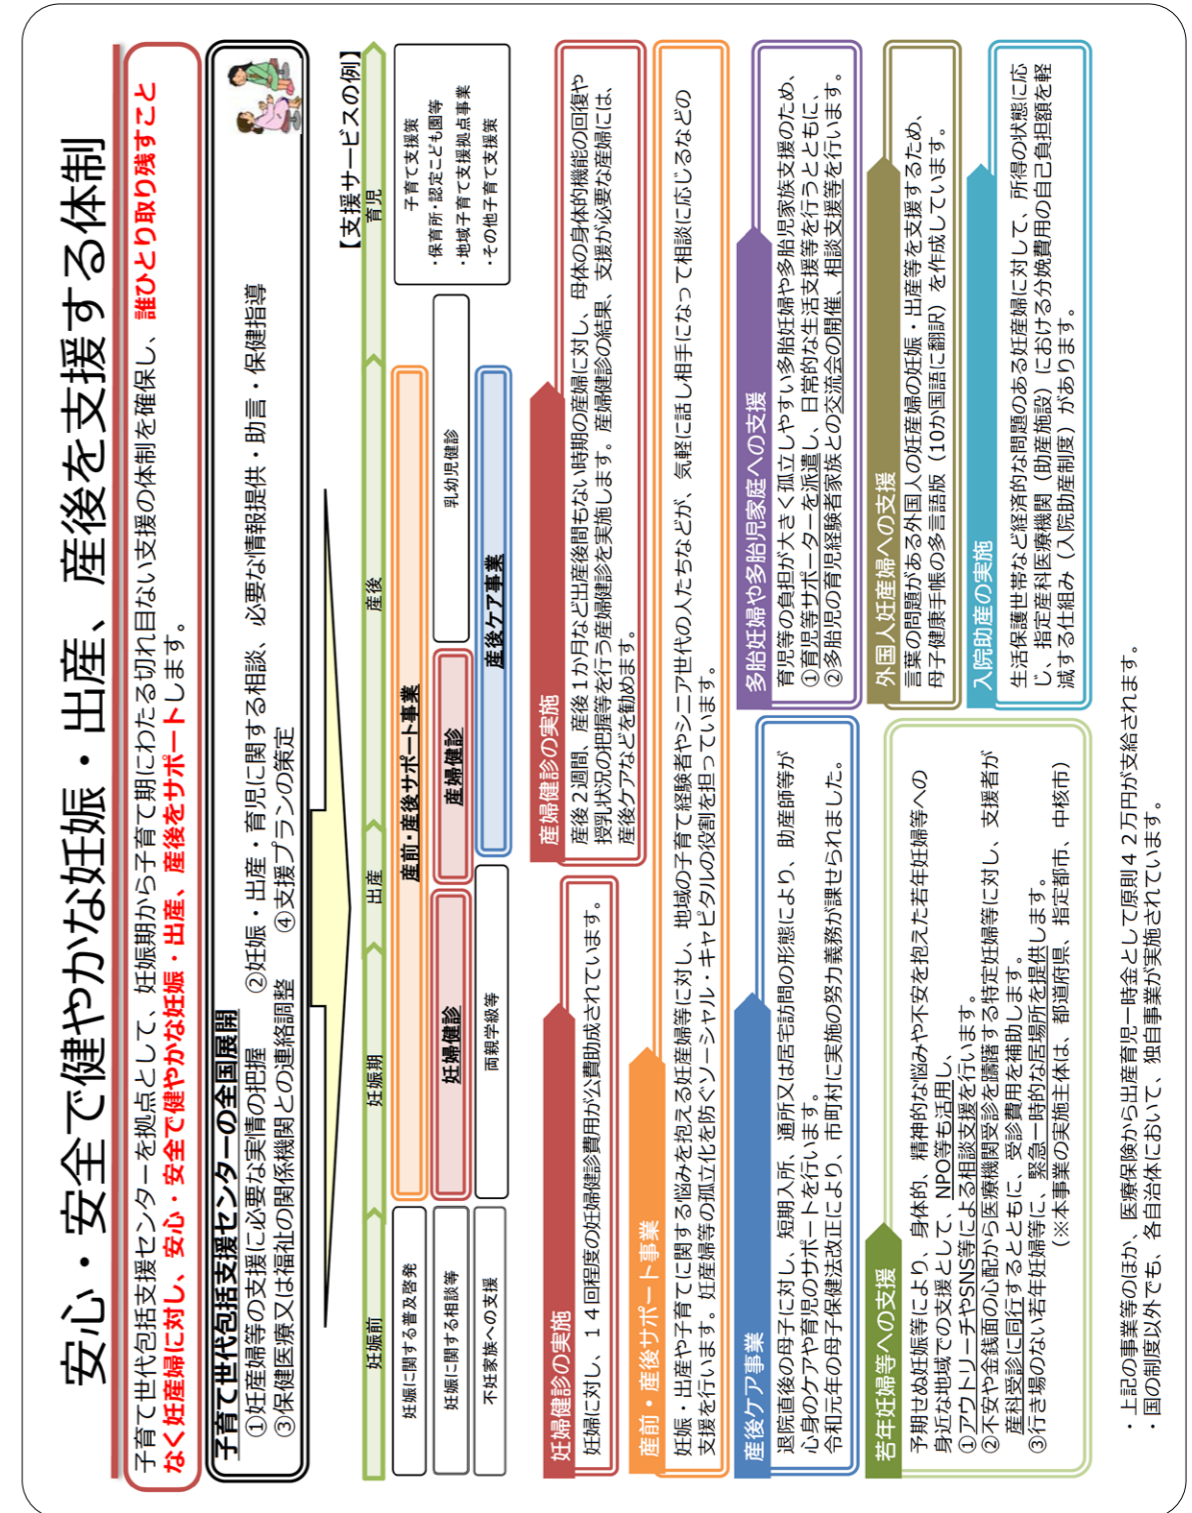 安心・安全で健やかな妊娠・出産、産後を支援する体制
子育て世代包括支援センターを拠点として、妊娠期から子育て期にわたる切れ目ない支援の体制を確保し、誰ひとり取り残すこと
なく妊産婦に対し、安心・安全で健やかな妊娠・出産、産後をサポートします。
子育て世代包括支援センターの全国展開
①妊産婦等の支援に必要な実情の把握　②妊娠・出産・育児に関する相談、必要な情報提供・助言・保健指導
③保健医療又は福祉の関係機関との連絡調整　④支援プランの策定
【支援サービスの例】
妊娠前　妊娠期　出産　産後　育児
妊娠に関する普及啓発
妊娠に関する相談等
不妊家族への支援
産前・産後サポート事業
妊婦健診
産婦健診
乳幼児健診
両親学級等
産後ケア事業
子育て支援策
・保育所・認定こども園等
・地域子育て支援拠点事業
・その他子育て支援策
妊婦健診の実施
妊婦に対し、１４回程度の妊婦健診費用が公費助成されています。
産婦健診の実施
産後２週間、産後１か月など出産後間もない時期の産婦に対し、母体の身体的機能の回復や
授乳状況の把握等を行う産婦健診を実施します。産婦健診の結果、支援が必要な産婦には、
産後ケアなどを勧めます。
産前・産後サポート事業
妊娠・出産や子育てに関する悩みを抱える妊産婦等に対し、地域の子育て経験者やシニア世代の人たちなどが、気軽に話し相手になって相談に応じるなどの
支援を行います。妊産婦等の孤立化を防ぐソーシャル・キャピタルの役割を担っています。
産後ケア事業
退院直後の母子に対し、短期入所、通所又は居宅訪問の形態により、助産師等が
心身のケアや育児のサポートを行います。
令和元年の母子保健法改正により、市町村に実施の努力義務が課せられました。
多胎妊婦や多胎児家庭への支援
育児等の負担が大きく孤立しやすい多胎妊婦や多胎児家族支援のため、
①育児等サポーターを派遣し、日常的な生活支援等を行うとともに、
②多胎児の育児経験者家族との交流会の開催、相談支援等を行います。
若年妊婦等への支援
予期せぬ妊娠等により、身体的、精神的な悩みや不安を抱えた若年妊婦等への
身近な地域での支援として、NPO等も活用し、
①アウトリーチやSNS等による相談支援を行います。
②不安や金銭面の心配から医療機関受診を躊躇する特定妊婦等に対し、支援者が
産科受診に同行するとともに、受診費用を補助します。
③行き場のない若年妊婦等に、緊急一時的な居場所を提供します。
（※本事業の実施主体は、都道府県、指定都市、中核市）
外国人妊産婦への支援
言葉の問題がある外国人の妊産婦の妊娠・出産等を支援するため、
母子健康手帳の多言語版（10か国語に翻訳）を作成しています。
入院助産の実施
生活保護世帯など経済的な問題のある妊産婦に対して、所得の状態に応
じ、指定産科医療機関（助産施設）における分娩費用の自己負担額を軽
減する仕組み（入院助産制度）があります。
・上記の事業等のほか、医療保険から出産育児一時金として原則４２万円が支給されます。
・国の制度以外でも、各自治体において、独自事業が実施されています。